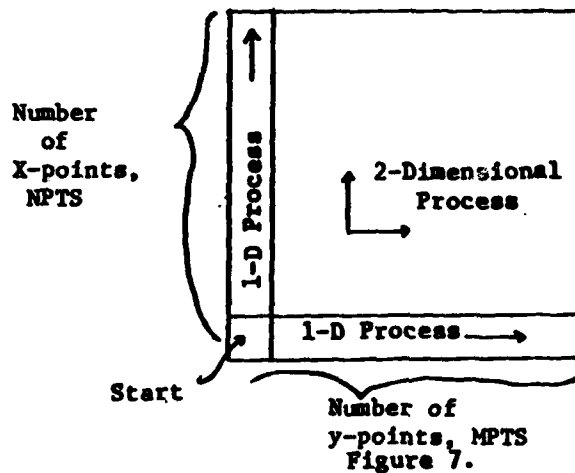 Number
of
X-points,
NPTS
1-D Process
2-Dimensional
Process
1-D Process
Start
Number of
y-points, MPTS
Figure 7.